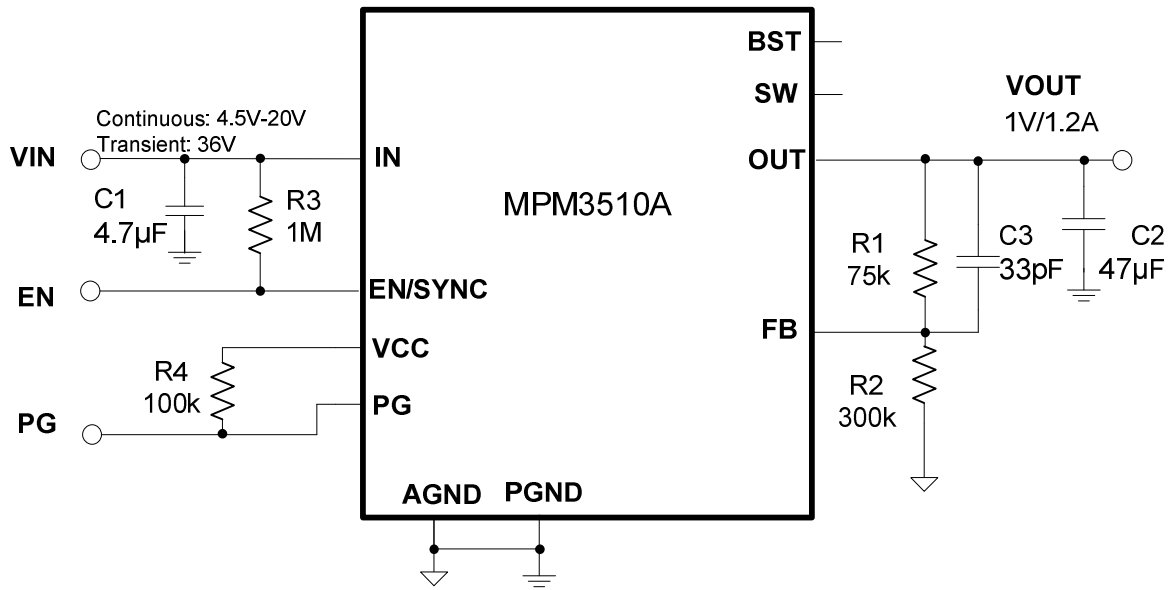 BST
SW
VOUT
1V/1.2A
Continuous: 4.5V-20V
Transient: 36V
VIN
IN
OUT
MPM3510A
C1
4.7µF
R3
1M
R1
75k
C3
33pF
C2
47µF
EN
EN/SYNC
FB
VCC
R4
100k
R2
300k
PG
PG
AGND
PGND